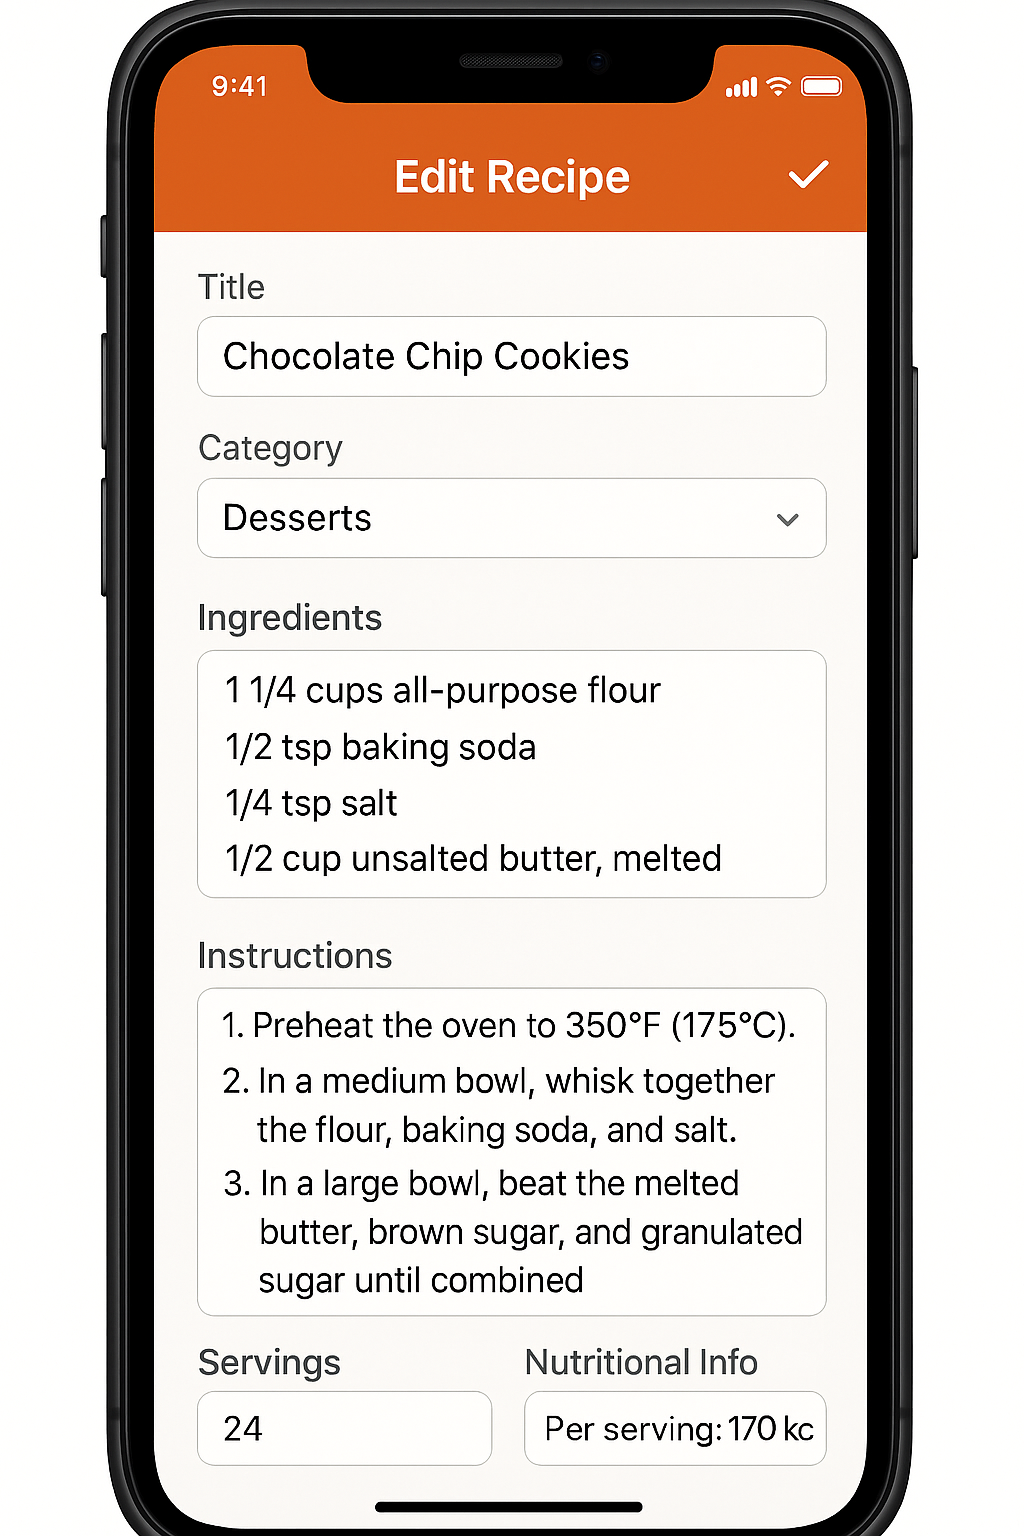 9:41
Edit Recipe
Title
Chocolate Chip Cookies
Category
Desserts
Ingredients
1 1/4 cups all-purpose flour
1/2 tsp baking soda
1/4 tsp salt
1/2 cup unsalted butter, melted
Instructions
1. Preheat the oven to 350°F (175°C).
2. In a medium bowl, whisk together
the flour, baking soda, and salt.
3. In a large bowl, beat the melted
butter, brown sugar, and granulated
sugar until combined
Servings
24
Nutritional Info
Per serving: 170 kc